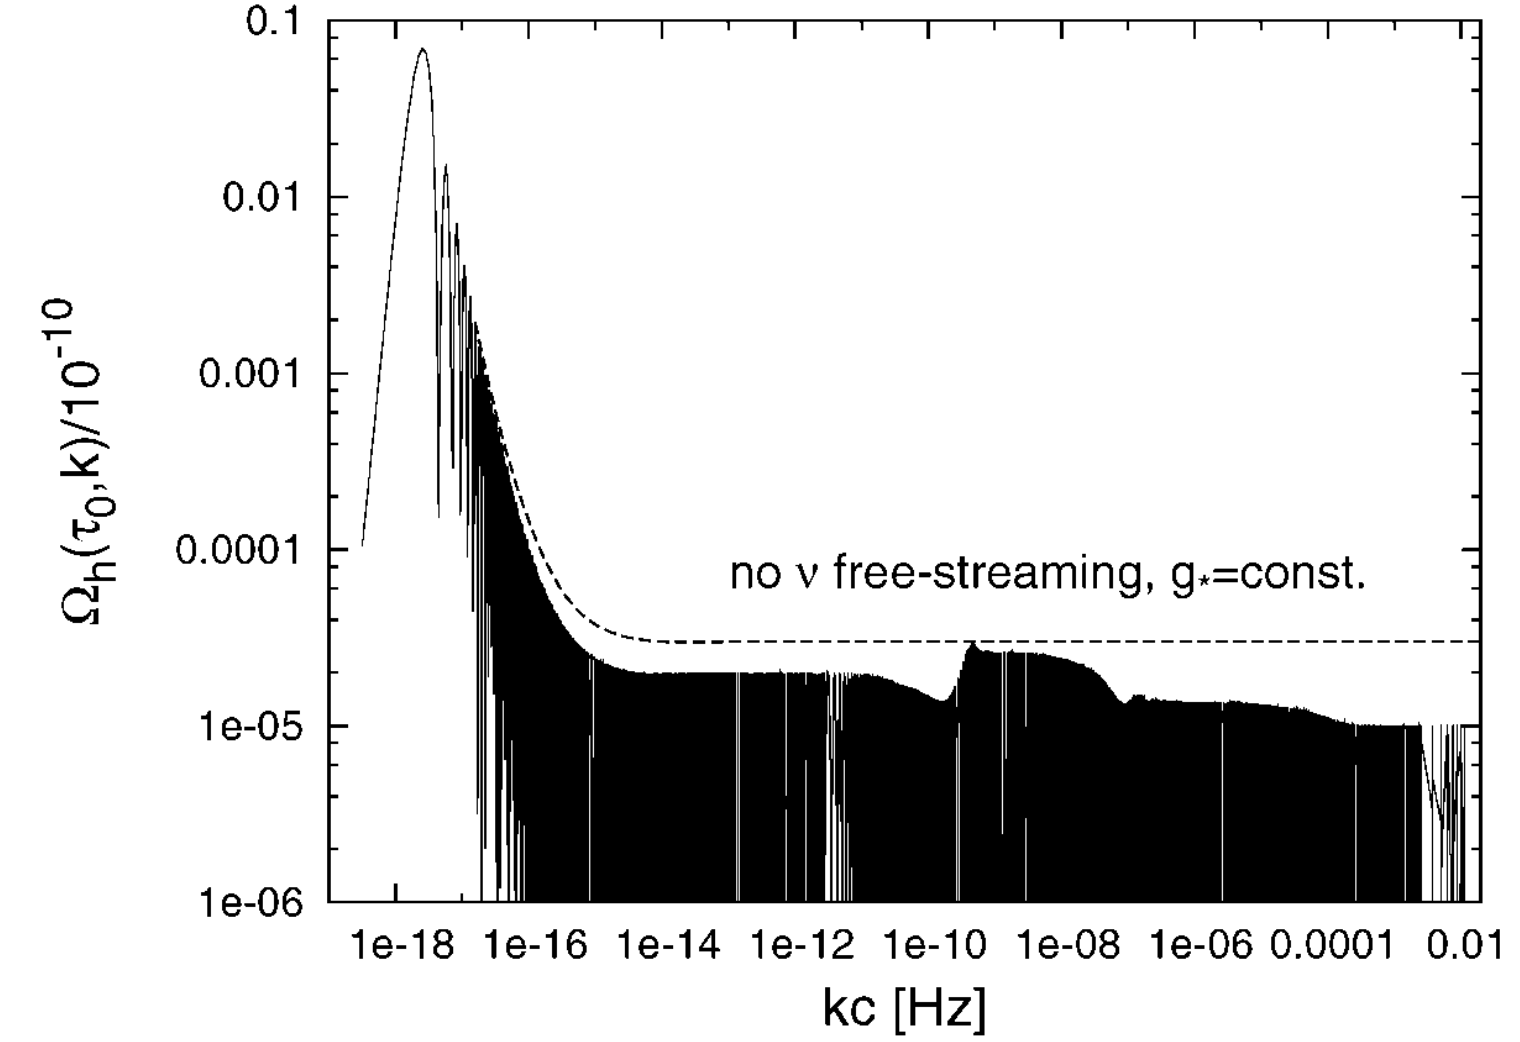 0.1
0.01
0.001
0.0001
1e-05
1e-06
Ωh(τ0,k)/10-10
no ν free-streaming, g*=const.
1e-18 1e-16 1e-14 1e-12 1e-10 1e-08 1e-06 0.0001 0.01
kc [Hz]